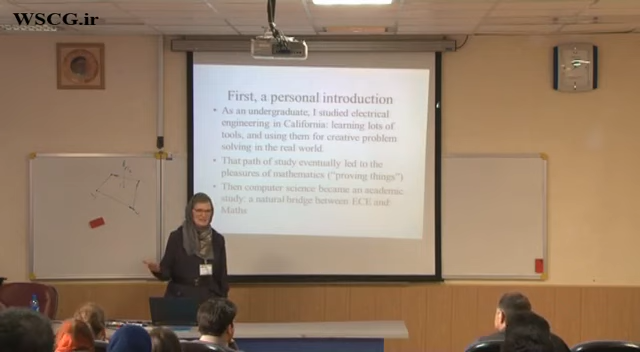 WSCG.ir
First, a personal introduction
• As an undergraduate, I studied electrical
engineering in California: learning lots of
tools, and using them for creative problem
solving in the real world.
• That path of study eventually led to the
pleasures of mathematics ("proving things")
• Then computer science became an academic
study: a natural bridge between ECE and
Maths